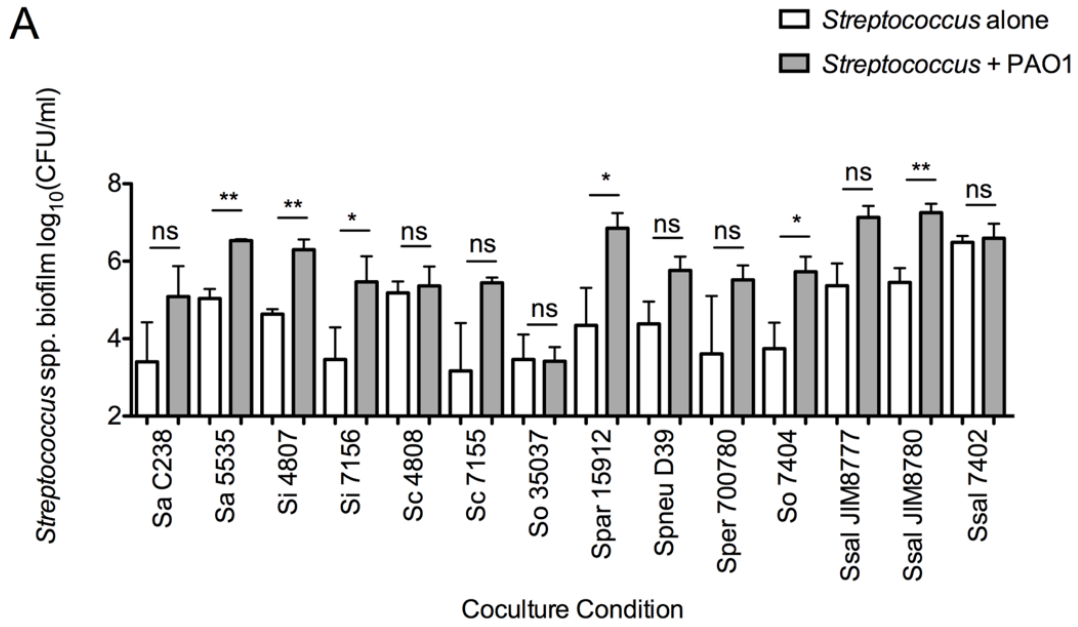 A
Streptococcus alone
Streptococcus + PAO1
Streptococcus spp. biofilm log₁₀(CFU/ml)
8
6
4
2
ns
**
**
*
ns
ns
ns
*
ns
ns
*
ns
**
ns
Sa C238
Sa 5535
Si 4807
Si 7156
Sc 4808
Sc 7155
So 35037
Spar 15912
Spneu D39
Sper 700780
So 7404
Ssal JIM8777
Ssal JIM8780
Ssal 7402
Coculture Condition